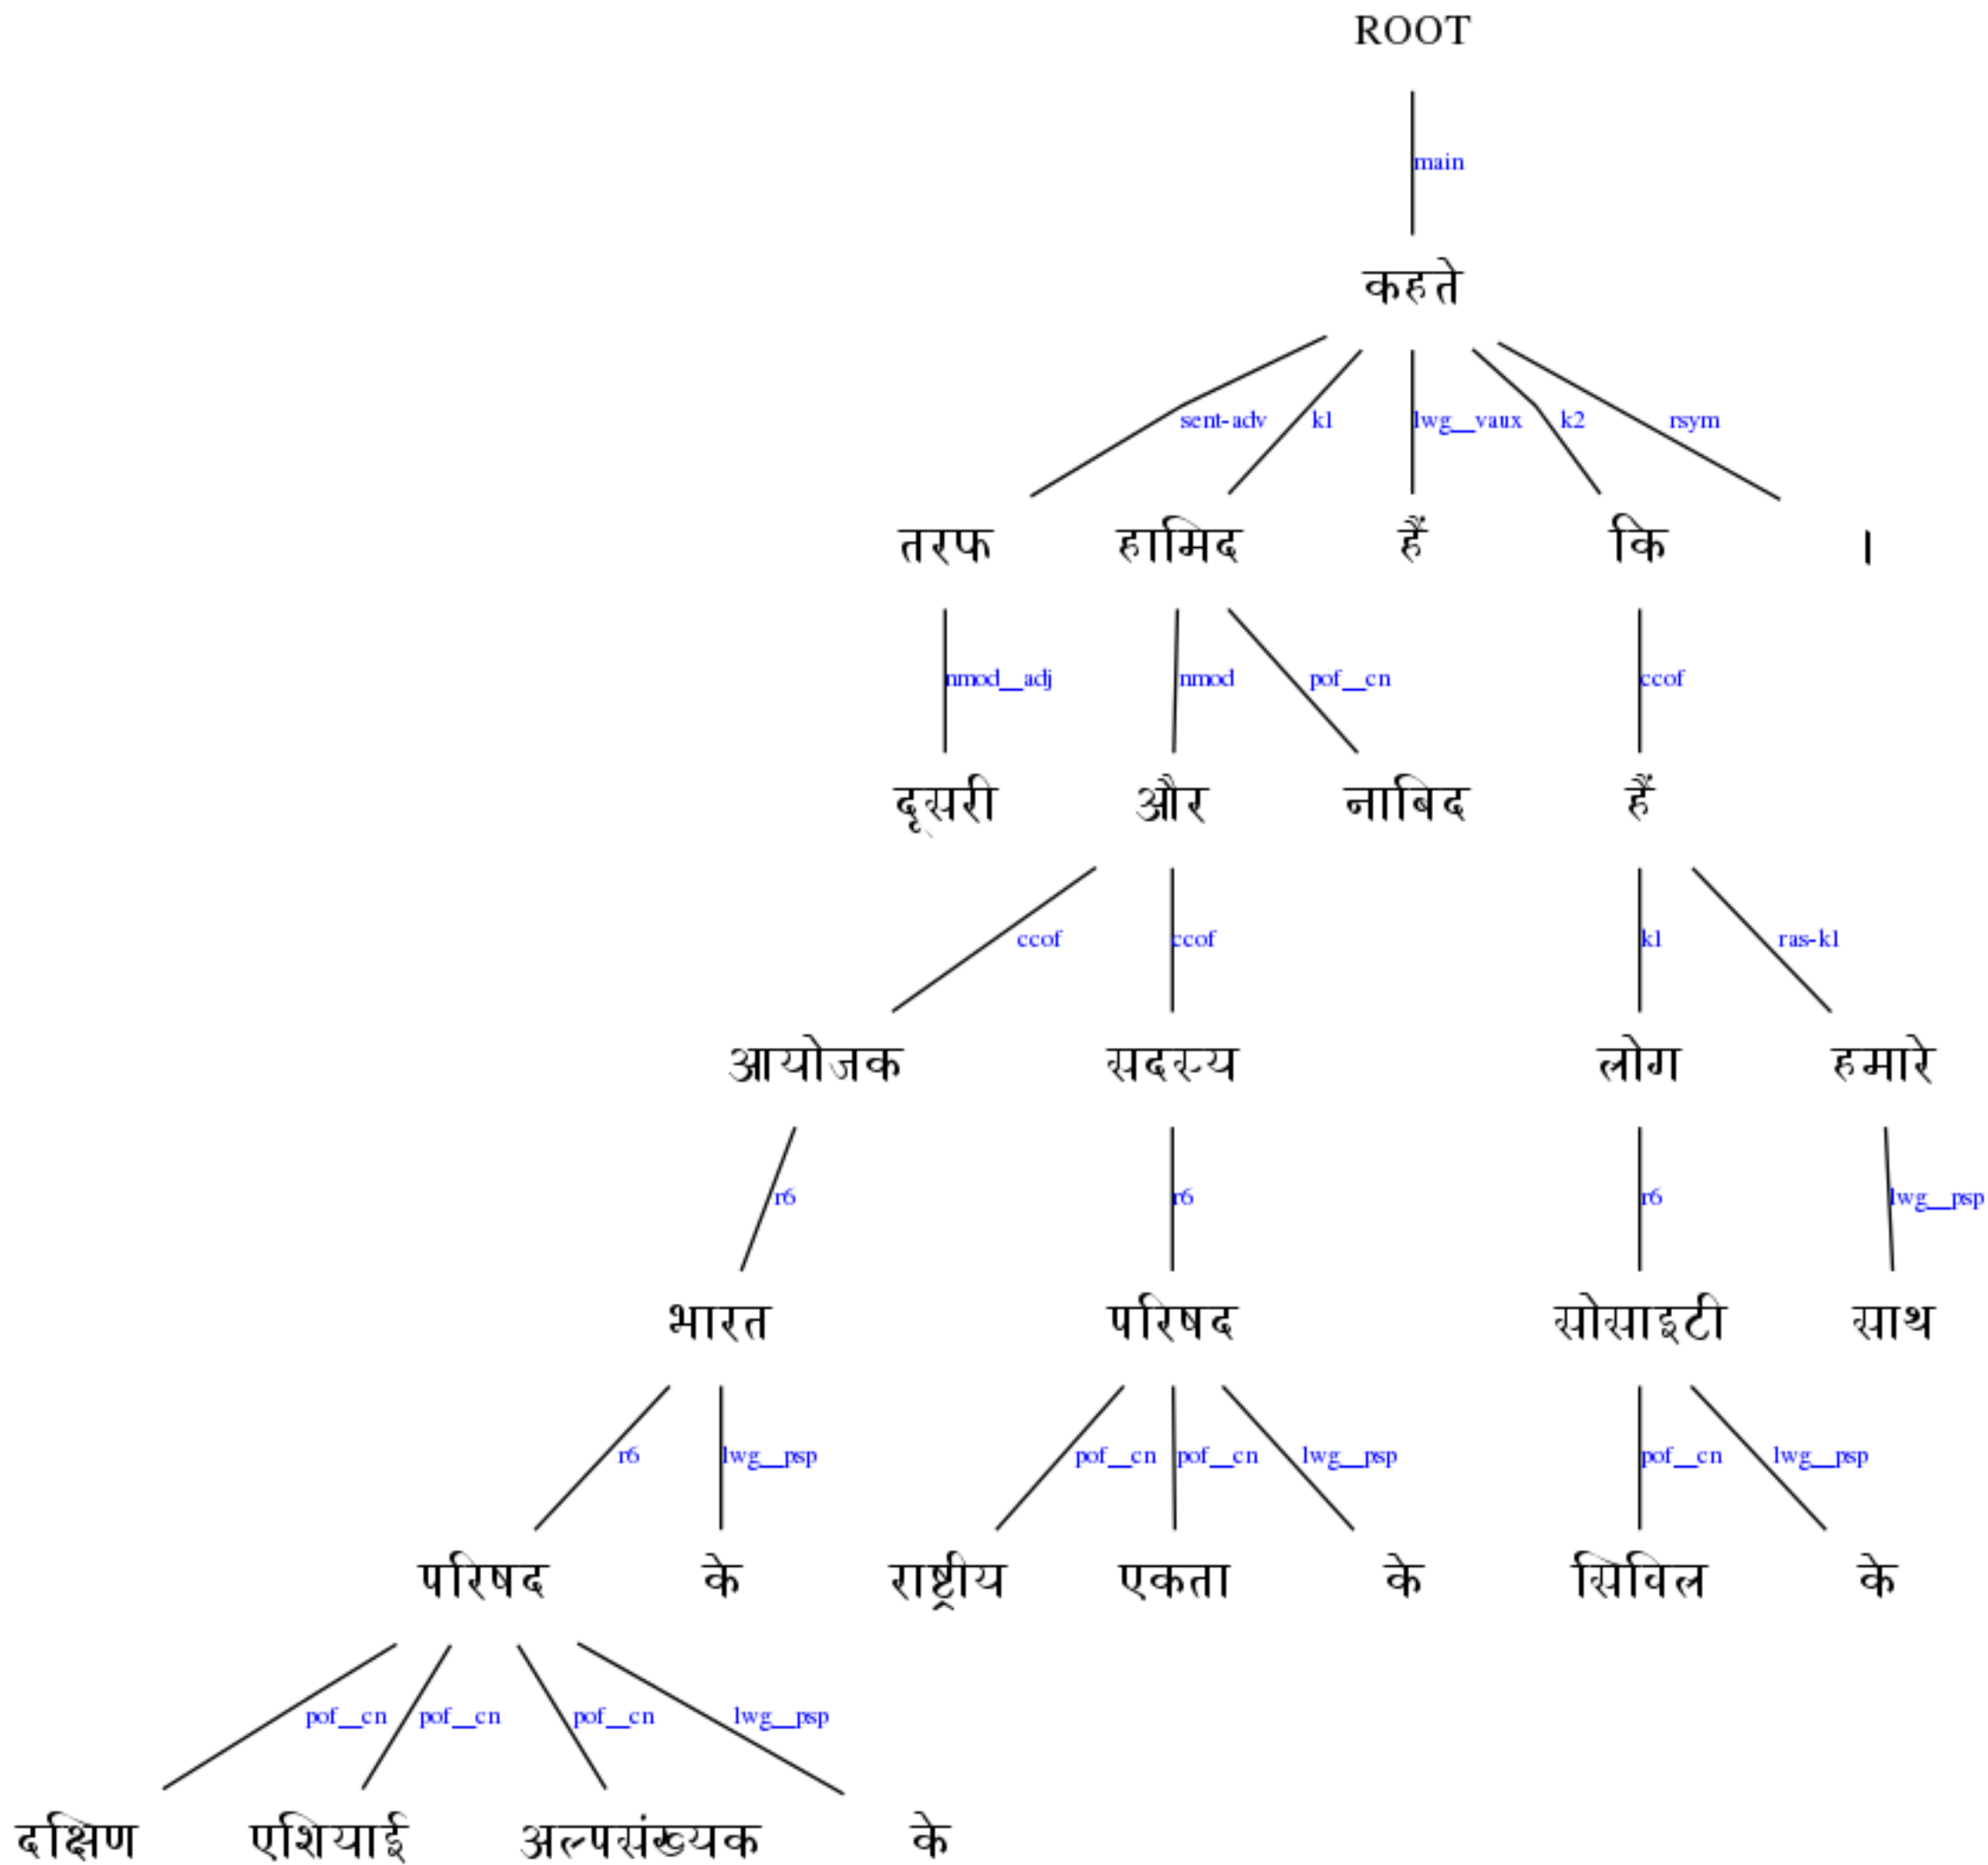 ROOT
main
कहते
sent-adv k1 lwg__vaux k2 rsym
तरफ हामिद हैं कि ।
nmod__adj nmod pof__cn ccof
दूसरी और नाबिद हैं
ccof ccof k1 ras-k1
आयोजक सदस्य लोग हमारे
r6 r6 r6 lwg__psp
भारत परिषद सोसाइटी साथ
r6 lwg__psp pof__cn pof__cn lwg__psp pof__cn lwg__psp
परिषद के राष्ट्रीय एकता के सिविल के
pof__cn pof__cn pof__cn lwg__psp
दक्षिण एशियाई अल्पसंख्यक के